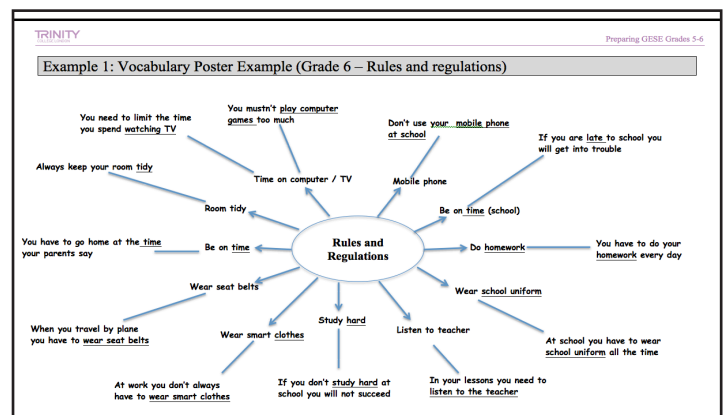 TRINITY
COLLEGE LONDON
Preparing GESE Grades 5-6
Example 1: Vocabulary Poster Example (Grade 6 – Rules and regulations)
You mustn't play computer
games too much
You need to limit the time
you spend watching TV
Don't use your mobile phone
at school
If you are late to school you
will get into trouble
Always keep your room tidy
Time on computer / TV
Mobile phone
Room tidy
Be on time (school)
You have to go home at the time
your parents say
Be on time
Rules and
Regulations
Do homework
You have to do your
homework every day
Wear seat belts
Wear school uniform
Study hard
Listen to teacher
Wear smart clothes
When you travel by plane
you have to wear seat belts
At school you have to wear
school uniform all the time
At work you don't always
have to wear smart clothes
If you don't study hard at
school you will not succeed
In your lessons you need to
listen to the teacher